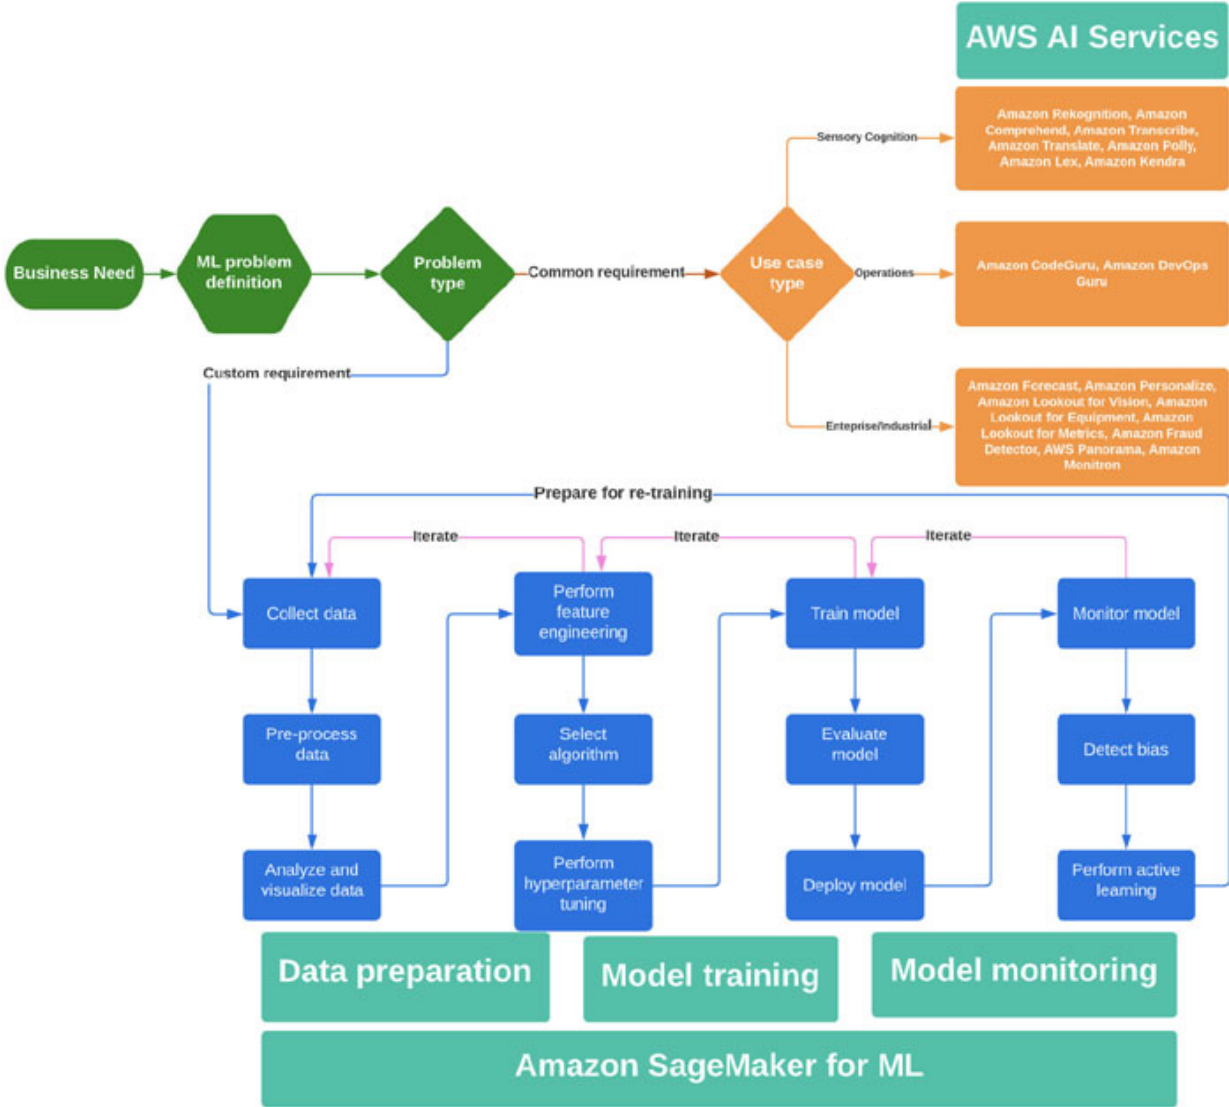 AWS AI Services
Amazon Rekognition, Amazon
Comprehend, Amazon Transcribe,
Amazon Translate, Amazon Polly,
Amazon Lex, Amazon Kendra
Sensory Cognition
Business Need
ML problem
definition
Problem
type
Common requirement
Use case
type
Operations
Amazon CodeGuru, Amazon DevOps
Guru
Custom requirement
Enteprise/Industrial
Amazon Forecast, Amazon Personalize,
Amazon Lookout for Vision, Amazon
Lookout for Equipment, Amazon
Lookout for Metrics, Amazon Fraud
Detector, AWS Panorama, Amazon
Monitron
Prepare for re-training
Iterate
Iterate
Iterate
Collect data
Perform
feature
engineering
Train model
Monitor model
Pre-process
data
Select
algorithm
Evaluate
model
Detect bias
Analyze and
visualize data
Perform
hyperparameter
tuning
Deploy model
Perform active
learning
Data preparation
Model training
Model monitoring
Amazon SageMaker for ML